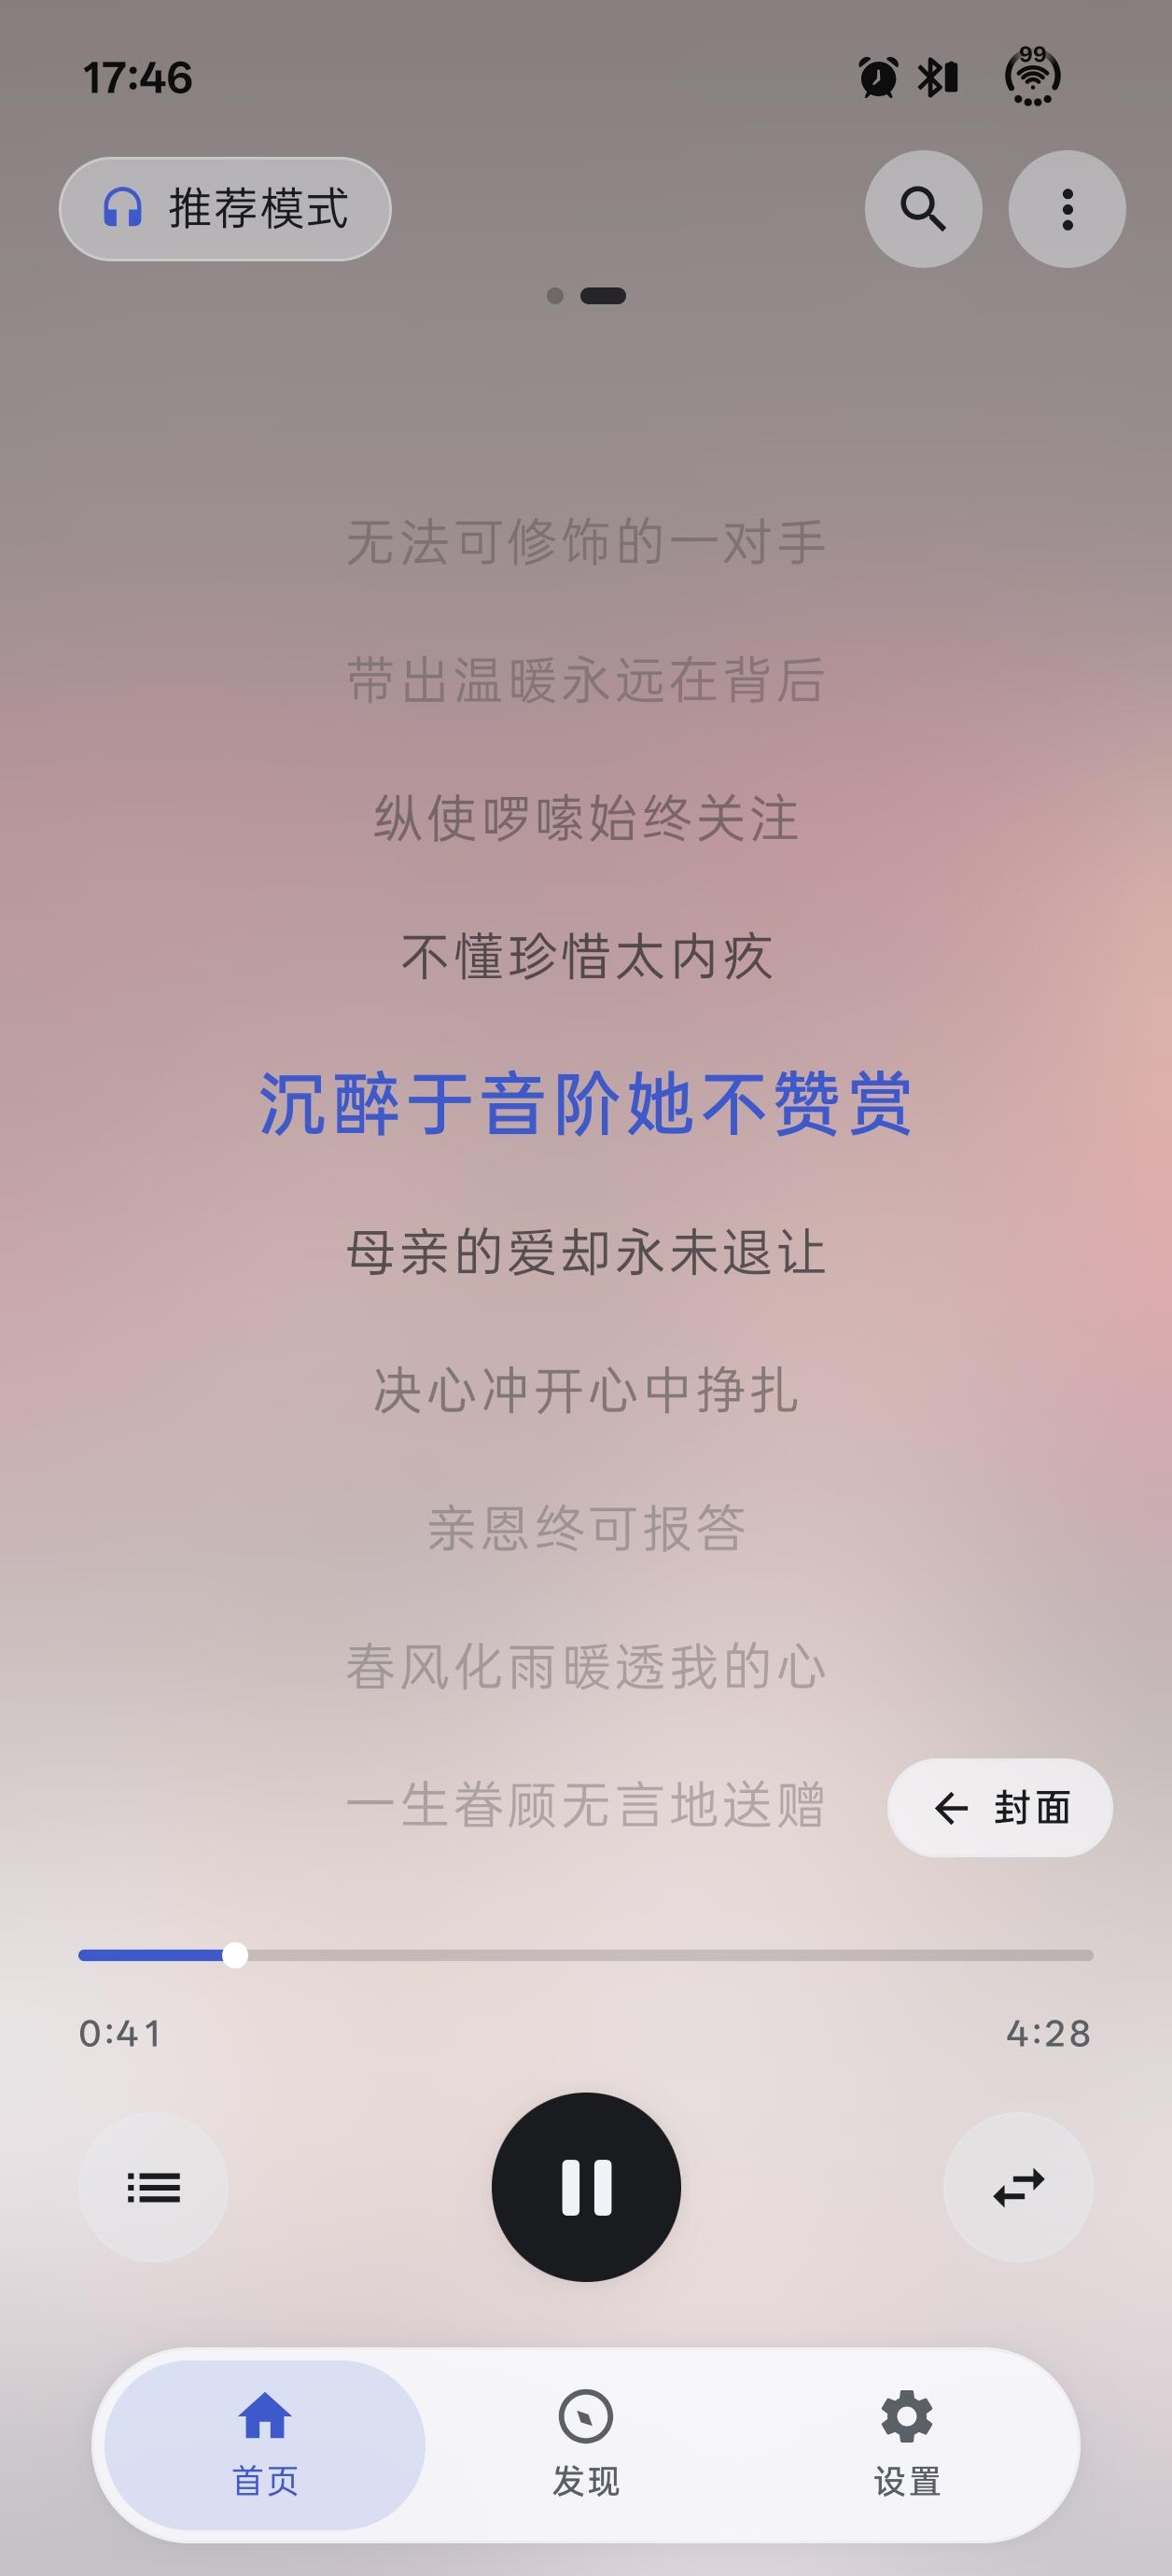 17:46
99
推荐模式
无法可修饰的一对手
带出温暖永远在背后
纵使啰嗦始终关注
不懂珍惜太内疚
沉醉于音阶她不赞赏
母亲的爱却永未退让
决心冲开心中挣扎
亲恩终可报答
春风化雨暖透我的心
一生眷顾无言地送赠
封面
0:41
4:28
首页
发现
设置